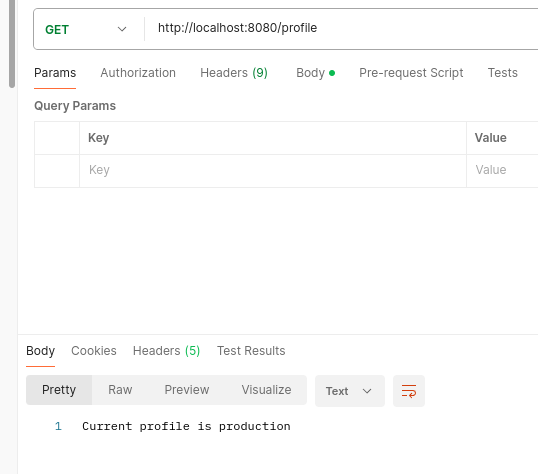 GET http://localhost:8080/profile
Params Authorization Headers (9) Body Pre-request Script Tests
Query Params
Key Value
Key Value
Body Cookies Headers (5) Test Results
Pretty Raw Preview Visualize Text
1 Current profile is production